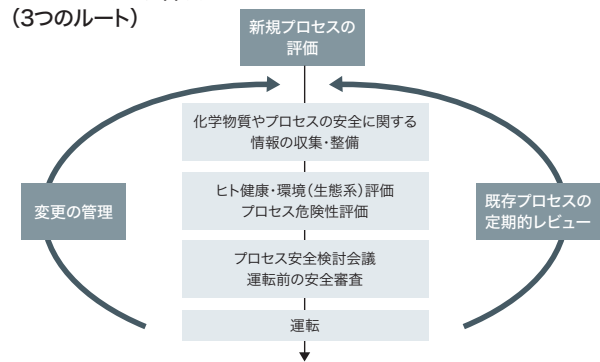 （3つのルート）
新規プロセスの
評価
化学物質やプロセスの安全に関する
情報の収集・整備
ヒト健康・環境（生態系）評価
プロセス危険性評価
変更の管理
既存プロセスの
定期的レビュー
プロセス安全検討会議
運転前の安全審査
運転